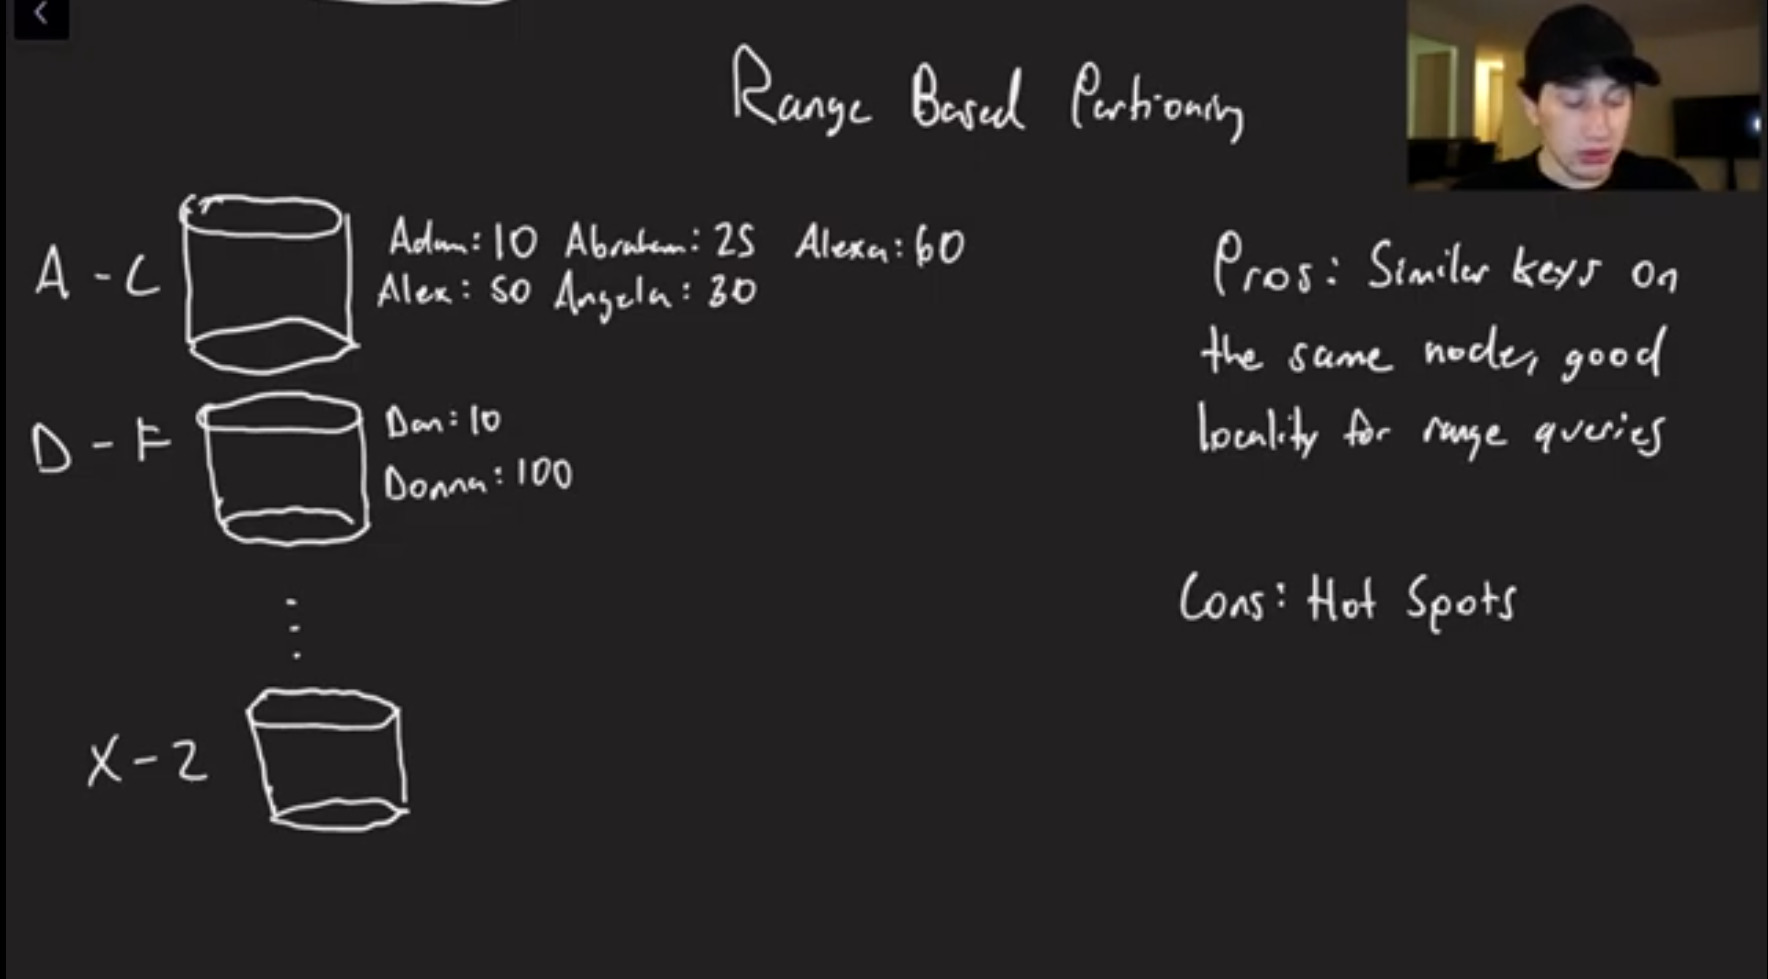 Range Based Partioning
A - C
Adam: 10 Abraham: 25 Alexa: 60
Alex: 50 Angela: 30
D - F
Dan: 10
Donna: 100
X - Z
Pros: Similar keys on
the same node, good
locality for range queries
Cons: Hot Spots